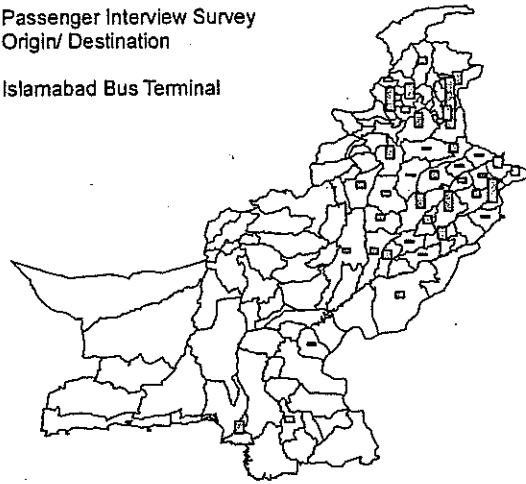 Passenger Interview Survey
Origin/ Destination
Islamabad Bus Terminal